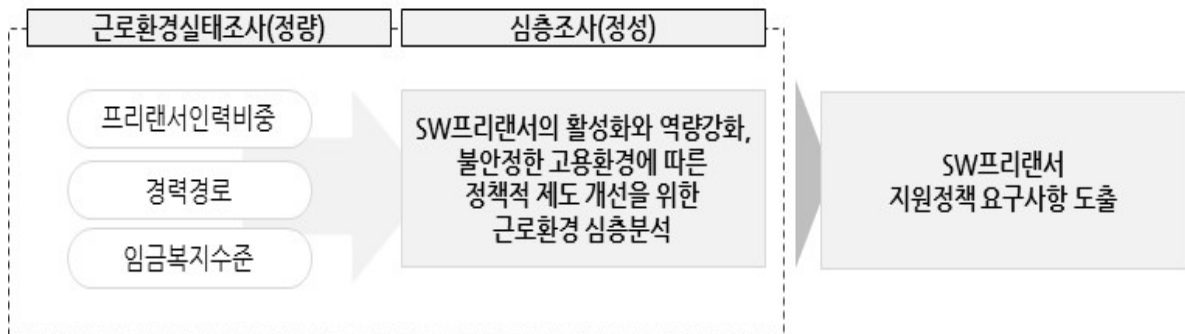 근로환경실태조사(정량)
심층조사(정성)
프리랜서인력비중
경력경로
임금복지수준
SW프리랜서의 활성화와 역량강화,
불안정한 고용환경에 따른
정책적 제도 개선을 위한
근로환경 심층분석
SW프리랜서
지원정책 요구사항 도출